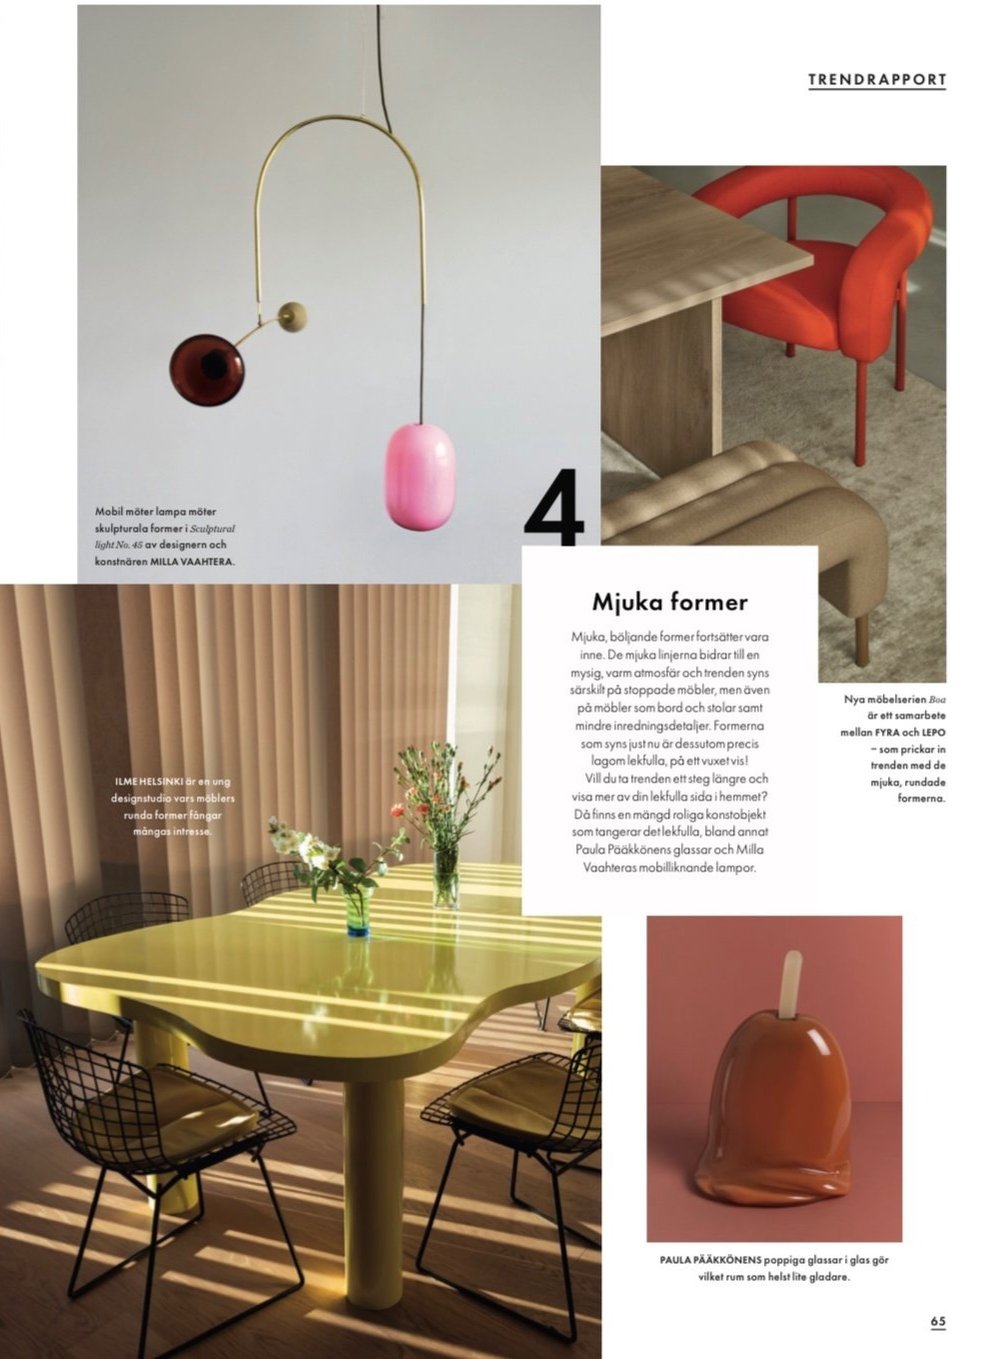 TRENDRAPPORT
Mobil möter lampa möter
skulpturala former i Sculptural
light No. 45 av designern och
konstnären MILLA VAAHTERA.
4
Mjuka former
Mjuka, böljande former fortsätter vara
inne. De mjuka linjerna bidrar till en
mysig, varm atmosfär och trenden syns
särskilt på stoppade möbler, men även
på möbler som bord och stolar samt
mindre inredningsdetaljer. Formerna
som syns just nu är dessutom precis
lagom lekfulla, på ett vuxet vis!
Vill du ta trenden ett steg längre och
visa mer av din lekfulla sida i hemmet?
Då finns en mängd roliga konstobjekt
som tangerar det lekfulla, bland annat
Paula Pääkkönens glassar och Milla
Vaahteras mobilliknande lampor.
Nya möbelserien Boa
är ett samarbete
mellan FYRA och LEPO
– som prickar in
trenden med de
mjuka, rundade
formerna.
ILME HELSINKI är en ung
designstudio vars möblers
runda former fångar
mångas intresse.
PAULA PÄÄKKÖNENS poppiga glassar i glas gör
vilket rum som helst lite gladare.
65